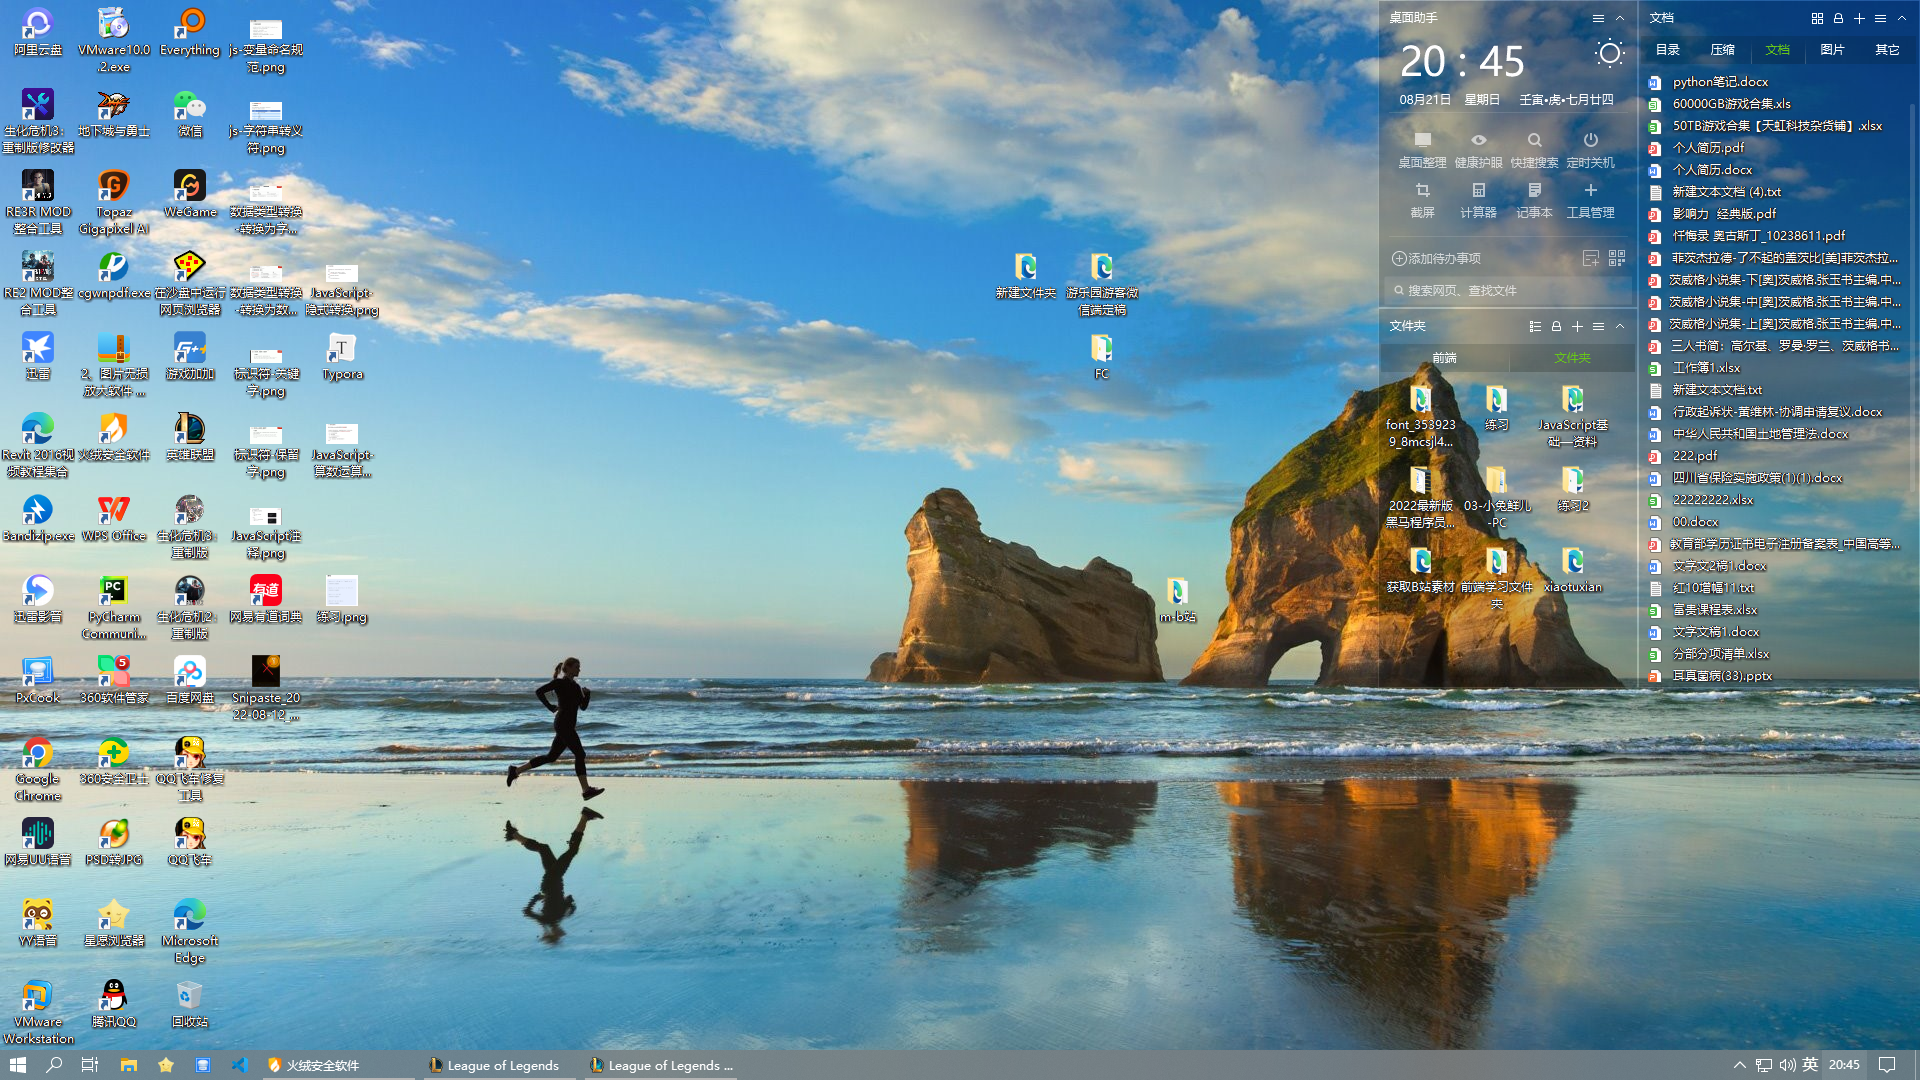 阿里云盘
VMware10.0
.2.exe
Everything
js-变量命名规
范.png
生化危机3:
重制版修改器
地下城与勇士
微信
js-字符串转义
符.png
RE3R MOD
整合工具
Topaz
Gigapixel AI
WeGame
数据类型转换
-转换为字...
RE2 MOD整
合工具
cgwnpdf.exe
在沙盘中运行
网页浏览器
数据类型转换
-转换为数...
JavaScript-
隐式转换.png
迅雷
2、图片无损
放大软件 ...
游戏加加
标识符-关键
字.png
Typora
Revit 2016视
频教程集合
火绒安全软件
英雄联盟
标识符-保留
字.png
JavaScript-
算数运算...
Bandizip.exe
WPS Office
生化危机3:
重制版
JavaScript注
释.png
迅雷影音
PyCharm
Communi...
生化危机2:
重制版
网易有道词典
练习.png
PxCook
360软件管家
百度网盘
Snipaste_20
22-08-12_...
Google
Chrome
360安全卫士
QQ飞车修复
工具
网易UU语音
PSD转JPG
QQ飞车
YY语音
星愿浏览器
Microsoft
Edge
VMware
Workstation
腾讯QQ
回收站
新建文件夹
游乐园游客微
信端定稿
FC
m-b站
桌面助手
20 : 45
08月21日 星期日 壬寅•虎•七月廿四
桌面整理 健康护眼 快捷搜索 定时关机
截屏 计算器 记事本 工具管理
添加待办事项
搜索网页、查找文件
文件夹
前端 文件夹
font_353923
9_8mcsjl4...
练习
JavaScript基
础—资料
2022最新版
黑马程序员...
03-小兔鲜儿
-PC
练习2
获取B站素材
前端学习文件
夹
xiaotuxian
文档
目录 压缩 文档 图片 其它
python笔记.docx
60000GB游戏合集.xls
50TB游戏合集【天虹科技杂货铺】.xlsx
个人简历.pdf
个人简历.docx
新建文本文档 (4).txt
影响力 经典版.pdf
忏悔录 奥古斯丁_10238611.pdf
菲茨杰拉德-了不起的盖茨比[美]菲茨杰拉...
茨威格小说集-下[奥]茨威格.张玉书主编.中...
茨威格小说集-中[奥]茨威格.张玉书主编.中...
茨威格小说集-上[奥]茨威格.张玉书主编.中...
三人书简：高尔基、罗曼·罗兰、茨威格书...
工作簿1.xlsx
新建文本文档.txt
行政起诉状-黄维林-协调申请复议.docx
中华人民共和国土地管理法.docx
222.pdf
四川省保险实施政策(1)(1).docx
22222222.xlsx
00.docx
教育部学历证书电子注册备案表_中国高等...
文字文2稿1.docx
红10增幅11.txt
富奥课程表.xlsx
文字文稿1.docx
分部分项清单.xlsx
耳真菌病(33).pptx
火绒安全软件
League of Legends
League of Legends ...
英
20:45